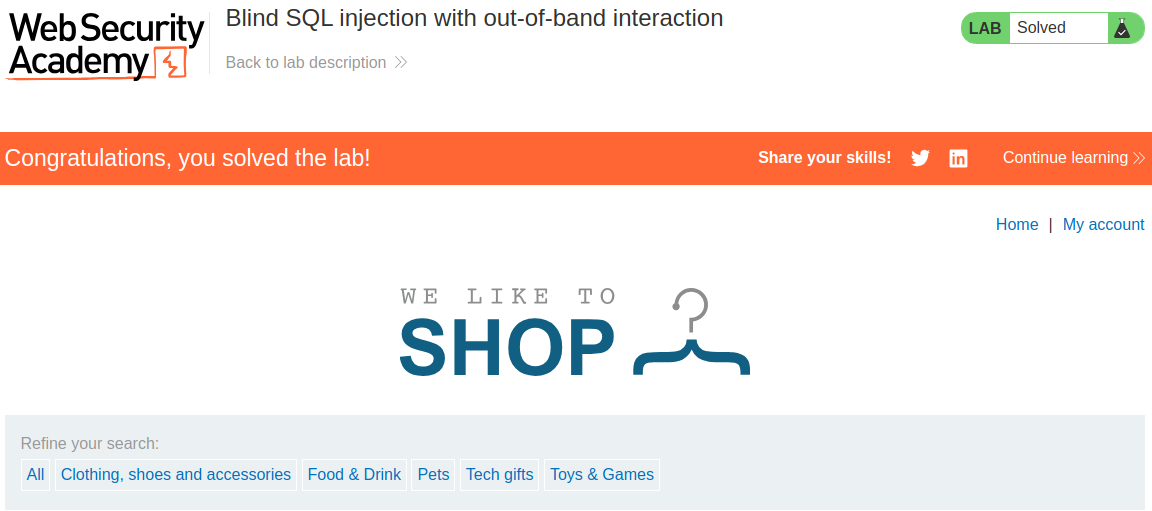 Web Security Academy
Blind SQL injection with out-of-band interaction
Back to lab description
LAB Solved
Congratulations, you solved the lab!
Share your skills!
Continue learning
Home | My account
WE LIKE TO
SHOP
Refine your search:
All Clothing, shoes and accessories Food & Drink Pets Tech gifts Toys & Games